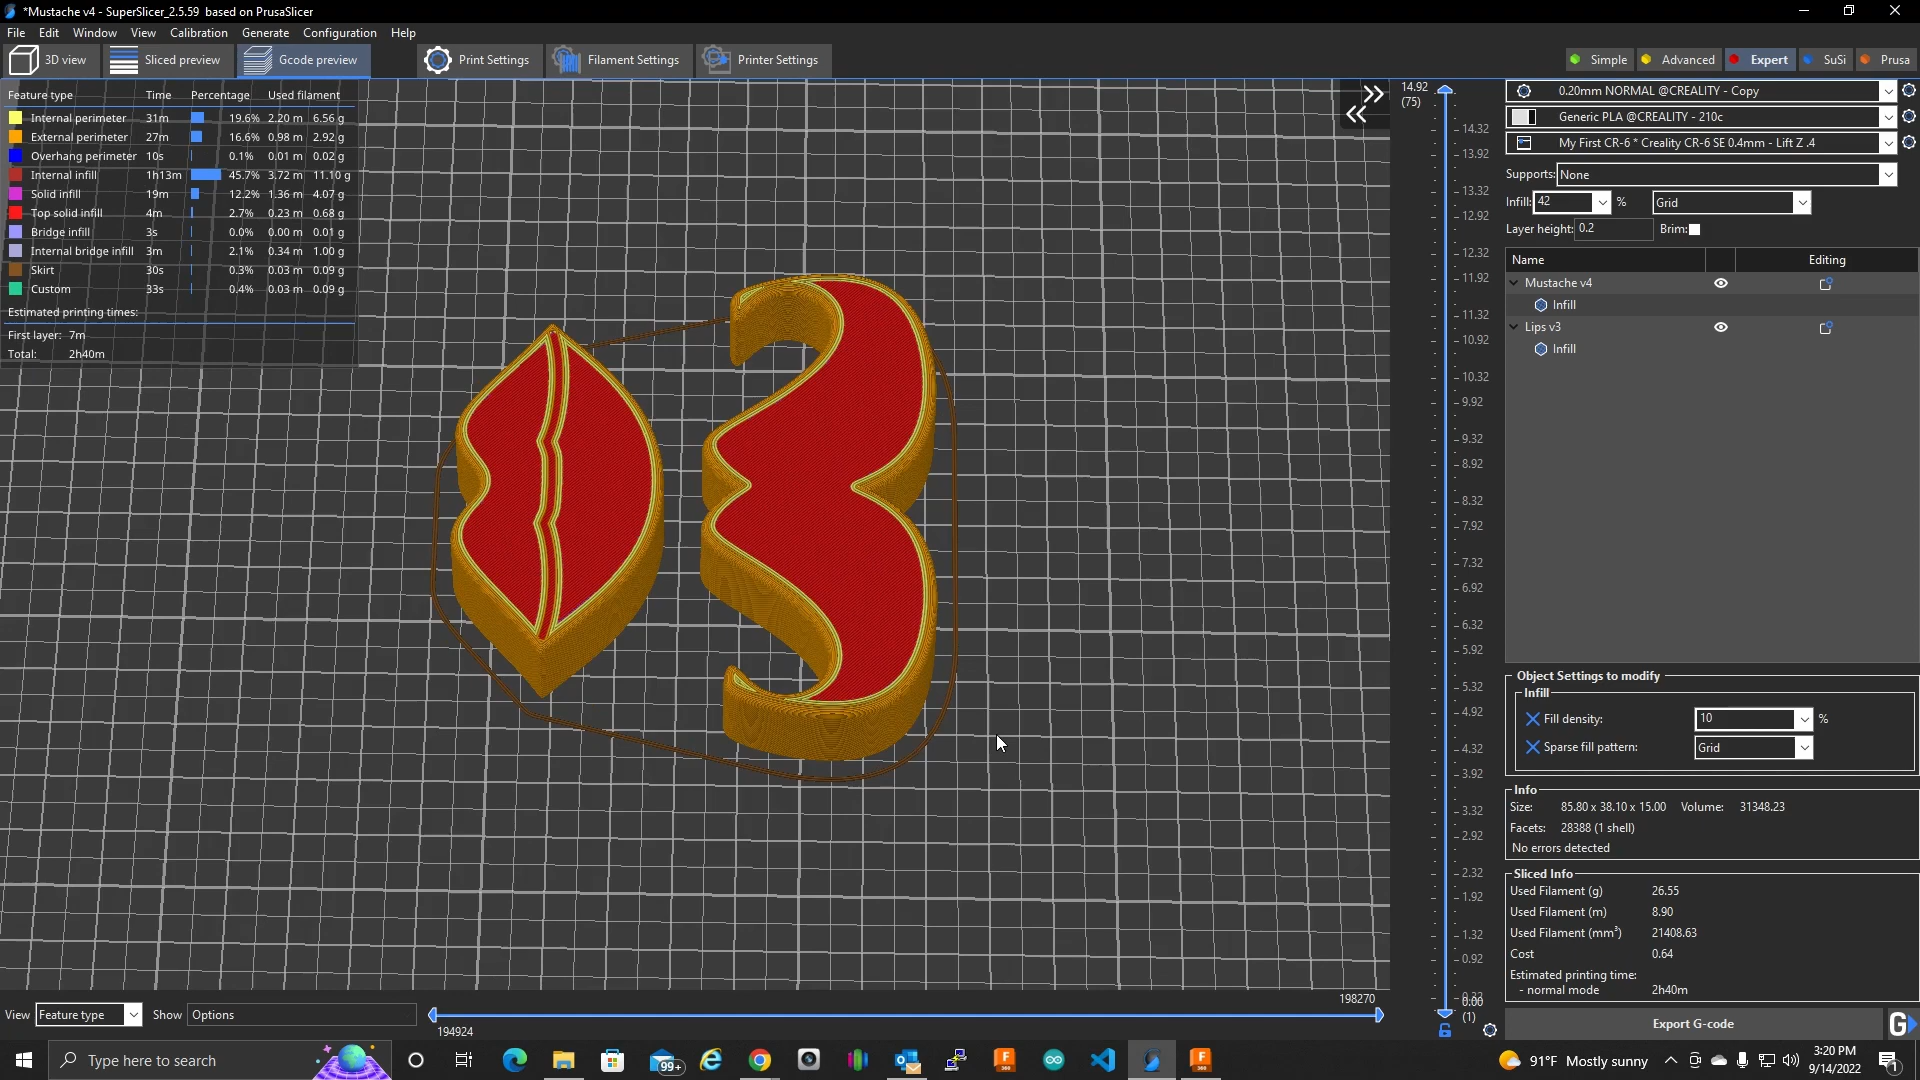 *Mustache v4 - SuperSlicer_2.5.59 based on PrusaSlicer
File Edit Window View Calibration Generate Configuration Help
3D view Sliced preview Gcode preview Print Settings Filament Settings Printer Settings Simple Advanced Expert SuSi Prusa
Feature type Time Percentage Used filament
Internal perimeter 31m 19.6% 2.20 m 6.56 g
External perimeter 27m 16.6% 0.98 m 2.92 g
Overhang perimeter 10s 0.1% 0.01 m 0.02 g
Internal infill 1h13m 45.7% 3.72 m 11.10 g
Solid infill 19m 12.2% 1.36 m 4.07 g
Top solid infill 4m 2.7% 0.23 m 0.68 g
Bridge infill 3s 0.0% 0.00 m 0.01 g
Internal bridge infill 3m 2.1% 0.34 m 1.00 g
Skirt 30s 0.3% 0.03 m 0.09 g
Custom 33s 0.4% 0.03 m 0.09 g
Estimated printing times:
First layer: 7m
Total: 2h40m
14.92
(75)
14.32
13.92
13.32
12.92
12.32
11.92
11.32
10.92
10.32
9.92
9.32
8.92
8.32
7.92
7.32
6.92
6.32
5.92
5.32
4.92
4.32
3.92
3.32
2.92
2.32
1.92
1.32
0.92
0.00
(1)
0.20mm NORMAL @CREALITY - Copy
Generic PLA @CREALITY - 210c
My First CR-6 * Creality CR-6 SE 0.4mm - Lift Z .4
Supports: None
Infill: 42 % Grid
Layer height: 0.2 Brim:
Name Editing
Mustache v4
Infill
Lips v3
Infill
Object Settings to modify
Infill
Fill density: 10 %
Sparse fill pattern: Grid
Info
Size: 85.80 x 38.10 x 15.00 Volume: 31348.23
Facets: 28388 (1 shell)
No errors detected
Sliced Info
Used Filament (g) 26.55
Used Filament (m) 8.90
Used Filament (mm³) 21408.63
Cost 0.64
Estimated printing time:
- normal mode 2h40m
Export G-code
G
198270
View Feature type Show Options
194924
Type here to search
99+
91°F Mostly sunny
3:20 PM
9/14/2022
1